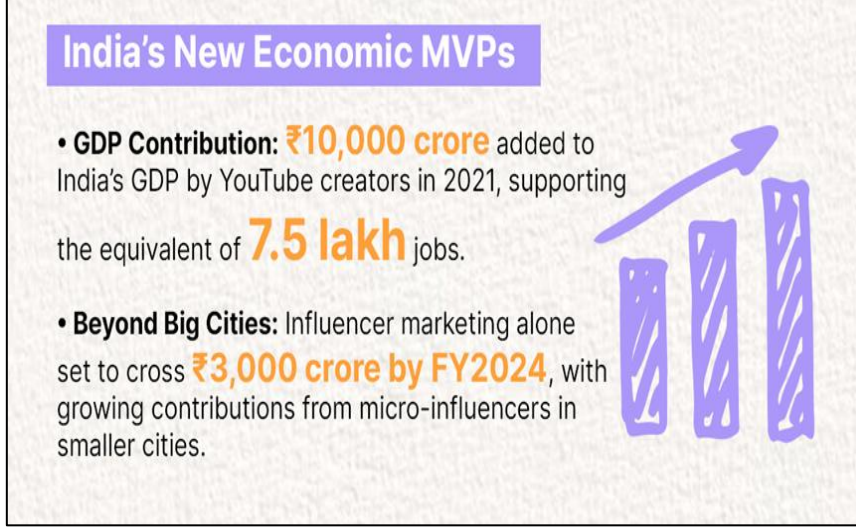 India's New Economic MVPs
• GDP Contribution: ₹10,000 crore added to
India's GDP by YouTube creators in 2021, supporting
the equivalent of 7.5 lakh jobs.
• Beyond Big Cities: Influencer marketing alone
set to cross ₹3,000 crore by FY2024, with
growing contributions from micro-influencers in
smaller cities.